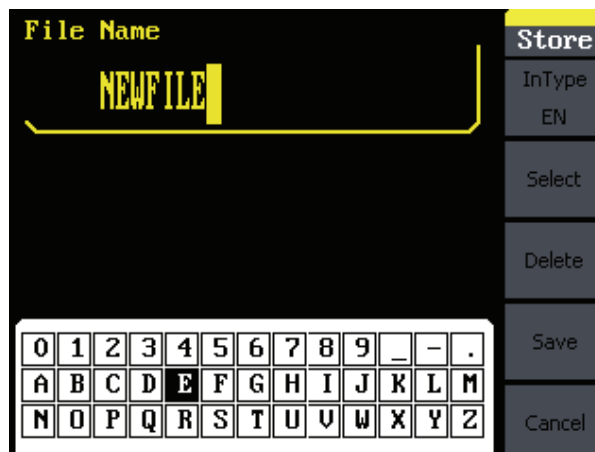 File Name
NEWFILE
Store
InType
EN
Select
Delete
Save
Cancel
0 1 2 3 4 5 6 7 8 9 _ - .
A B C D E F G H I J K L M
N O P Q R S T U V W X Y Z